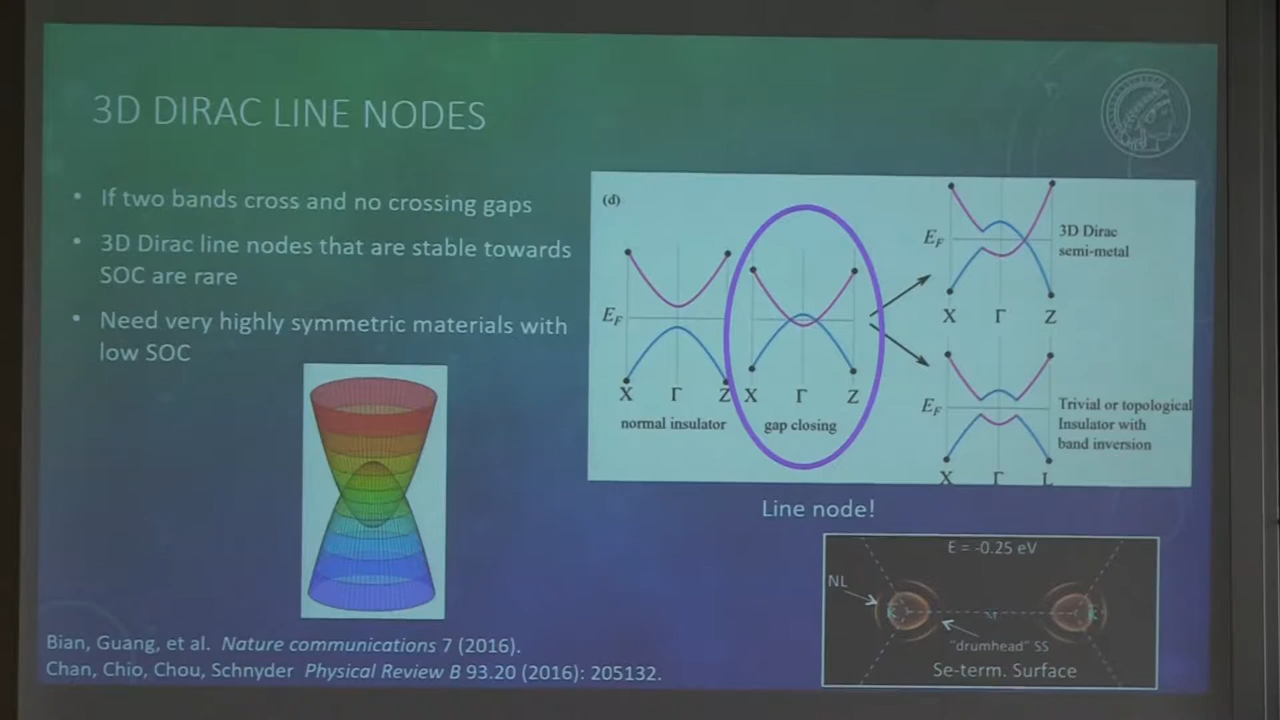 3D DIRAC LINE NODES
• If two bands cross and no crossing gaps
• 3D Dirac line nodes that are stable towards
SOC are rare
• Need very highly symmetric materials with
low SOC
(d)
E_F
X Γ Z
normal insulator
X Γ Z
gap closing
E_F
3D Dirac
semi-metal
X Γ Z
E_F
Trivial or topological
Insulator with
band inversion
X Γ L
Line node!
E = -0.25 eV
NL
K M K
"drumhead" SS
Se-term. Surface
Bian, Guang, et al. Nature communications 7 (2016).
Chan, Chio, Chou, Schnyder Physical Review B 93.20 (2016): 205132.